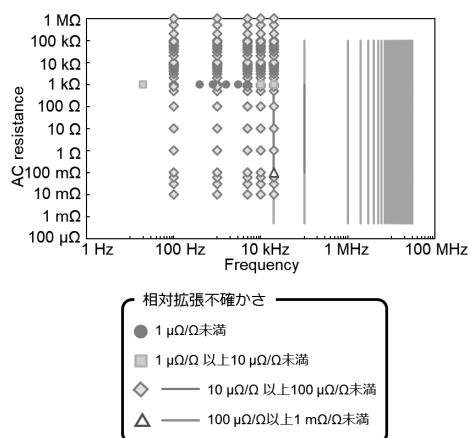 1 MΩ
100 kΩ
10 kΩ
1 kΩ
100 Ω
10 Ω
1 Ω
100 mΩ
10 mΩ
1 mΩ
100 μΩ
AC resistance
1 Hz
100 Hz
10 kHz
1 MHz
100 MHz
Frequency
相対拡張不確かさ
1 μΩ/Ω未満
1 μΩ/Ω 以上10 μΩ/Ω未満
10 μΩ/Ω 以上100 μΩ/Ω未満
100 μΩ/Ω以上1 mΩ/Ω未満